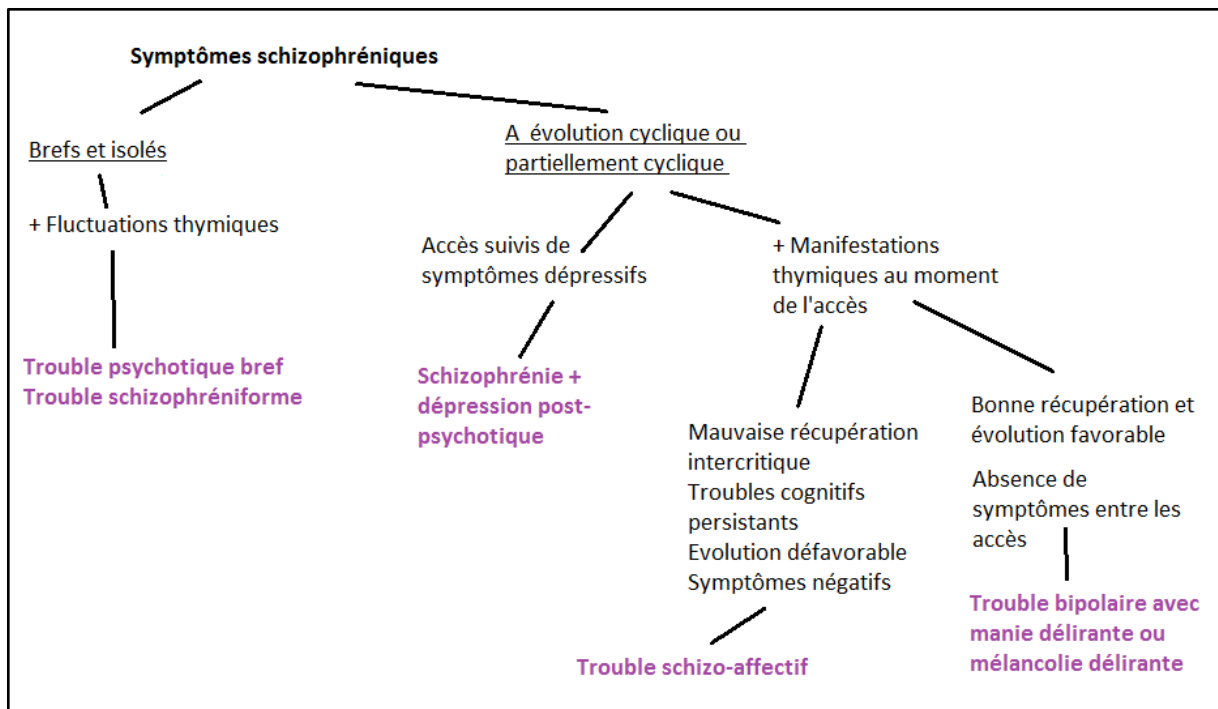 Symptômes schizophréniques
Brefs et isolés
+ Fluctuations thymiques
Trouble psychotique bref
Trouble schizophréniforme
A évolution cyclique ou
partiellement cyclique
Accès suivis de
symptômes dépressifs
Schizophrénie +
dépression post-
psychotique
+ Manifestations
thymiques au moment
de l'accès
Mauvaise récupération
intercritique
Troubles cognitifs
persistants
Evolution défavorable
Symptômes négatifs
Trouble schizo-affectif
Bonne récupération et
évolution favorable
Absence de
symptômes entre les
accès
Trouble bipolaire avec
manie délirante ou
mélancolie délirante